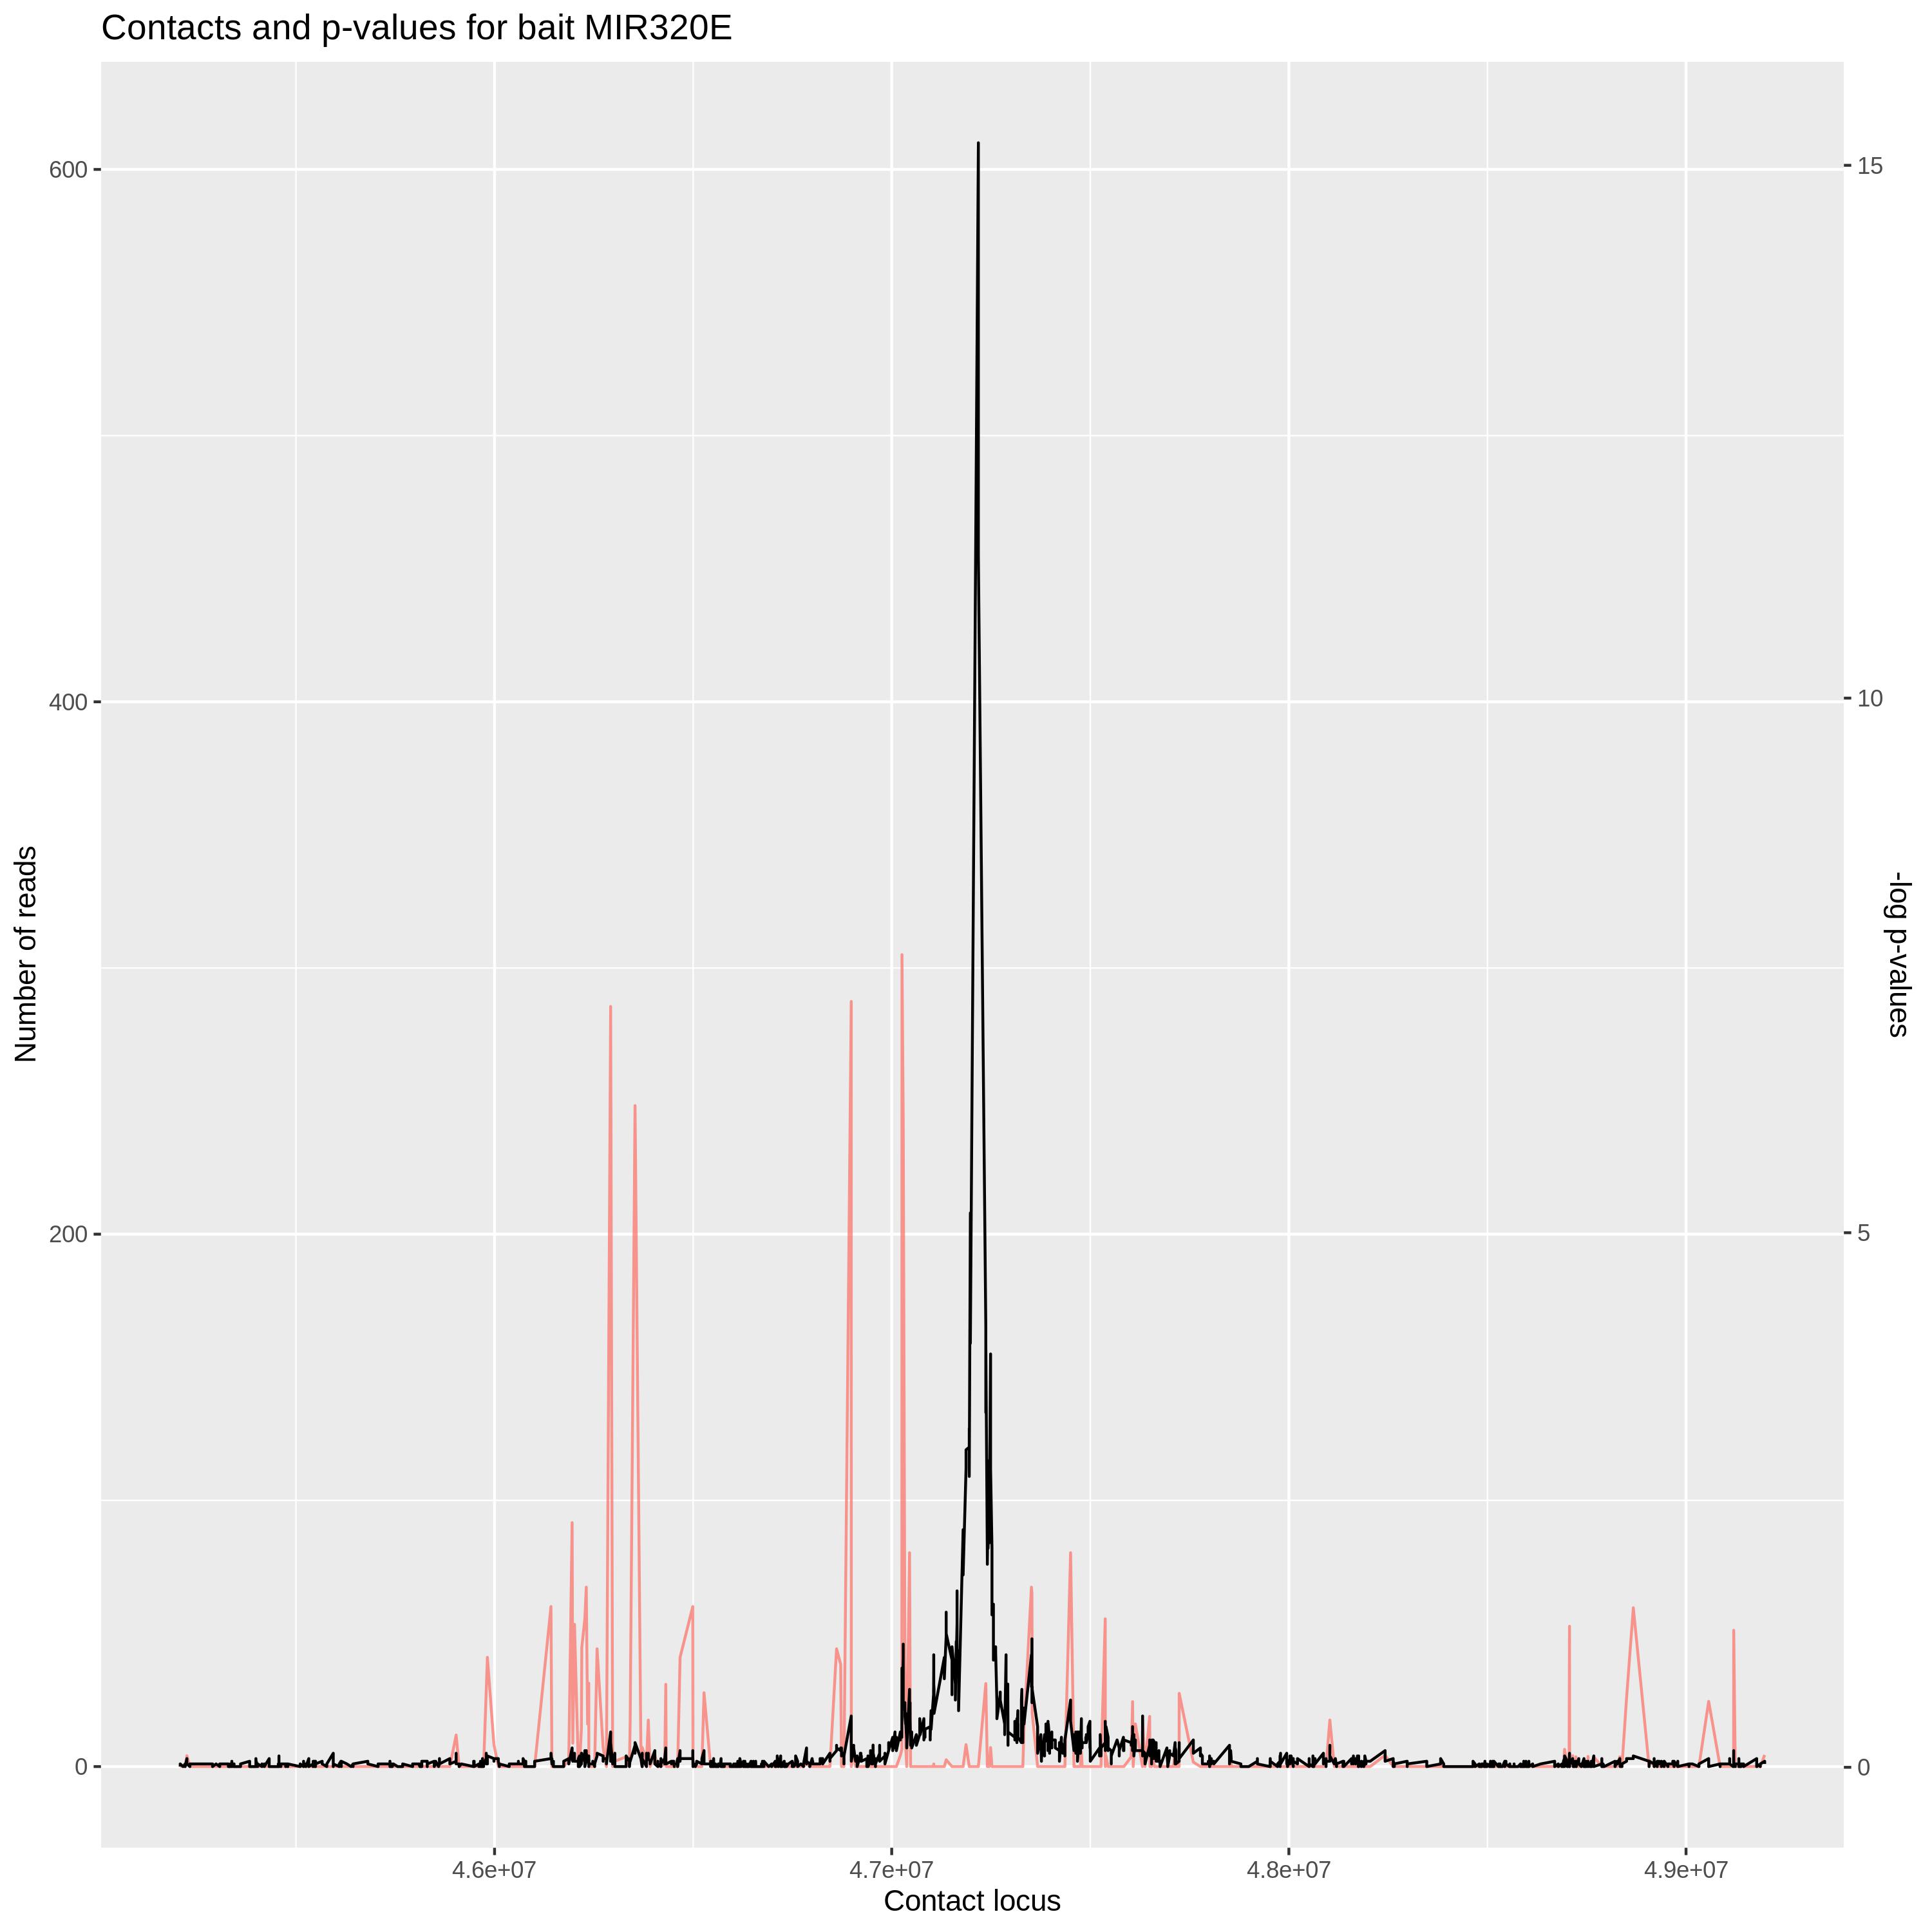 Contacts and p-values for bait MIR320E
600
400
200
0
15
10
5
0
Number of reads
-log p-values
4.6e+07
4.7e+07
4.8e+07
4.9e+07
Contact locus